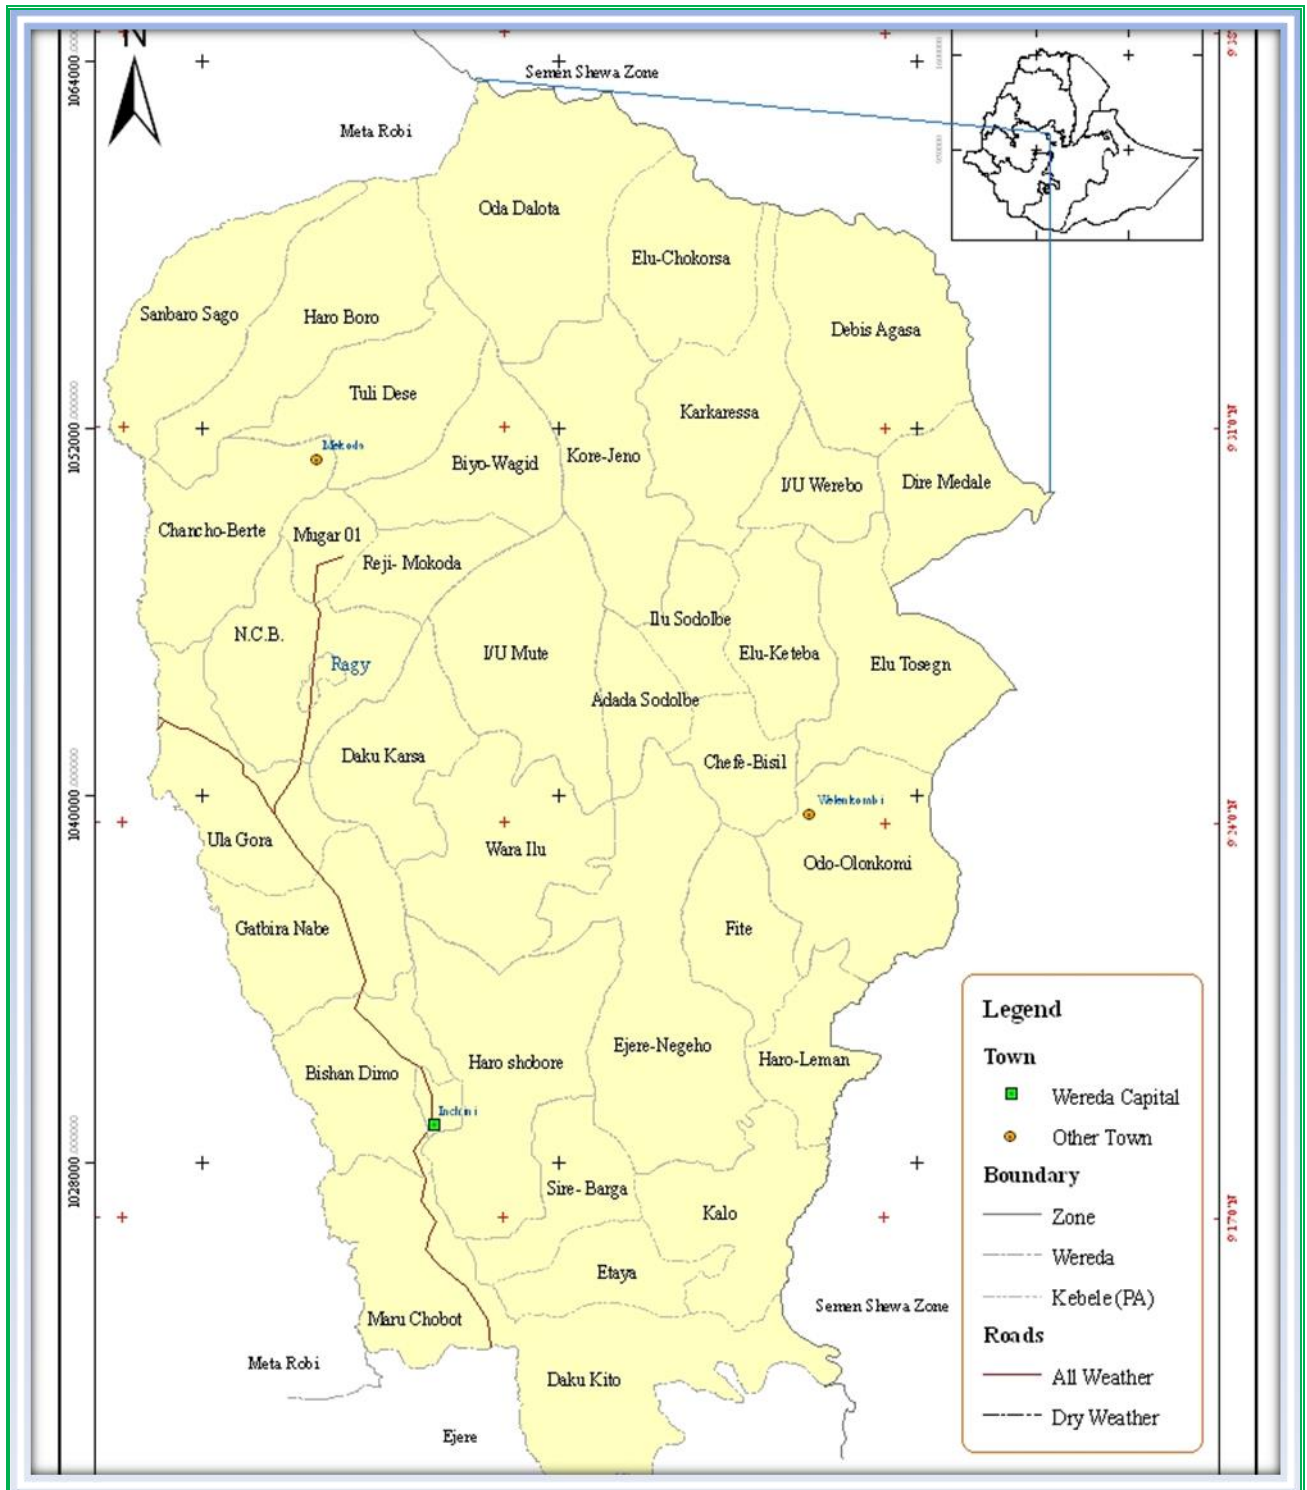 N
Semen Shewa Zone
Meta Robi
Oda Dalota
Elu-Chokorsa
Sanbaro Sago
Haro Boro
Debis Agasa
Tuli Dese
Karkaressa
Mekoda
Biyo-Wagid
Kore-Jeno
I/U Werebo
Dire Medale
Chancho-Berte
Mugar 01
Reji- Mokoda
Ilu Sodolbe
N.C.B.
I/U Mute
Elu-Keteba
Elu Tosegn
Ragy
Adada Sodolbe
Daku Karsa
Chefe-Bisil
Welenkombi
Ula Gora
Wara Ilu
Odo-Olonkomi
Gatbira Nabe
Fite
Ejere-Negeho
Haro-Leman
Haro shobore
Bishan Dimo
Inchini
Sire- Barga
Kalo
Etaya
Maru Chobot
Semen Shewa Zone
Meta Robi
Daku Kito
Ejere
1064000
1052000
1040000
1028000
Legend
Town
Wereda Capital
Other Town
Boundary
Zone
Wereda
Kebele (PA)
Roads
All Weather
Dry Weather